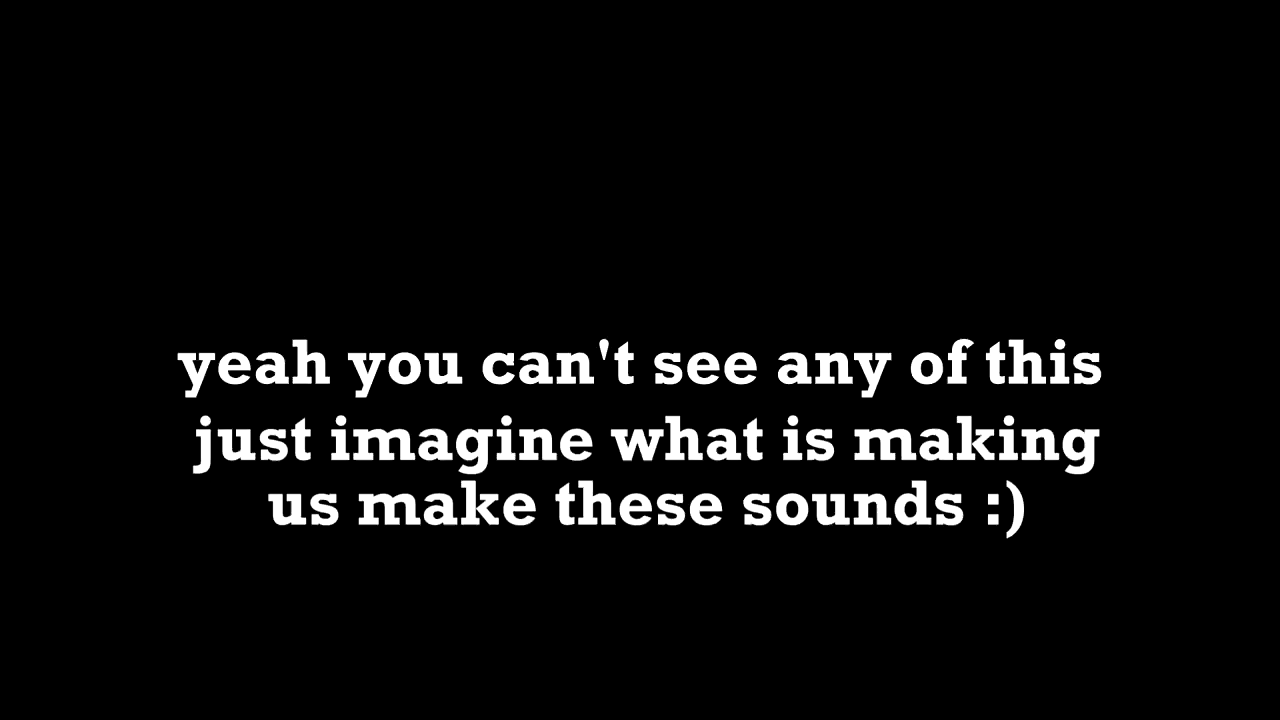 yeah you can't see any of this
just imagine what is making
us make these sounds :)